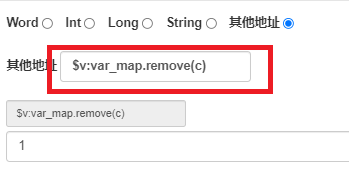 Word Int Long String 其他地址
其他地址 $v:var_map.remove(c)
$v:var_map.remove(c)
1